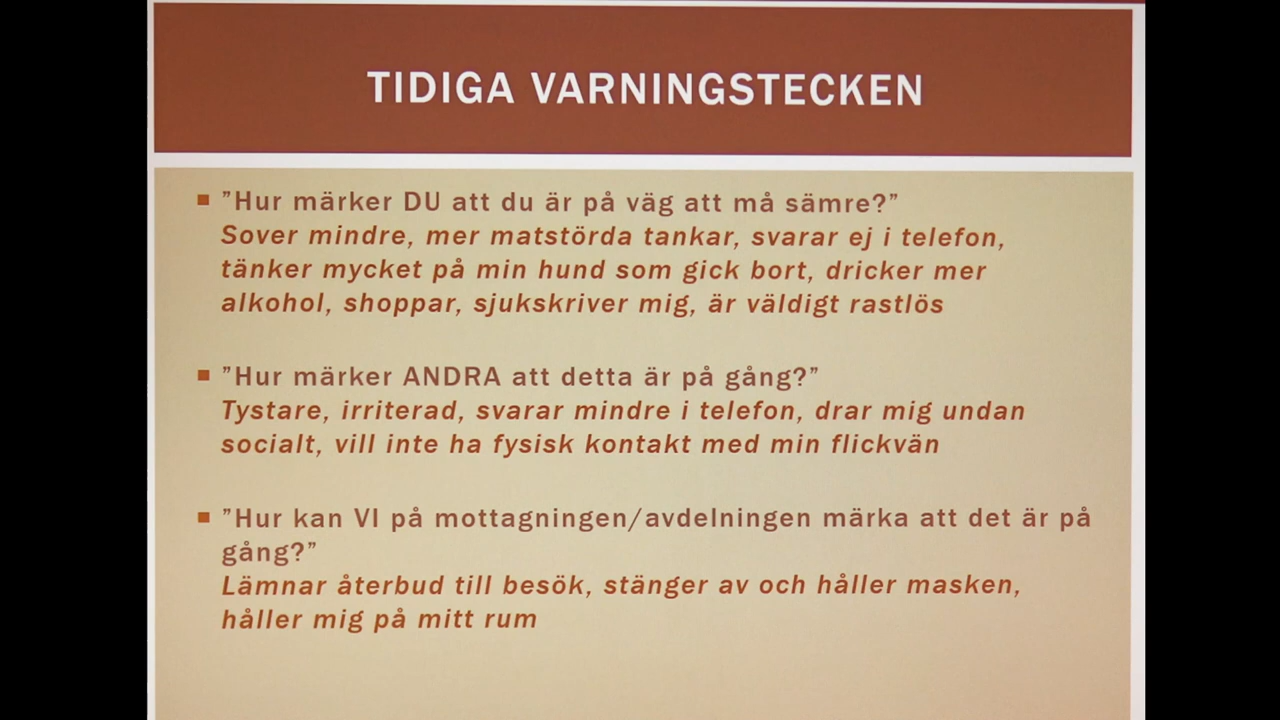 TIDIGA VARNINGSTECKEN
"Hur märker DU att du är på väg att må sämre?"
Sover mindre, mer matstörda tankar, svarar ej i telefon,
tänker mycket på min hund som gick bort, dricker mer
alkohol, shoppar, sjukskriver mig, är väldigt rastlös
"Hur märker ANDRA att detta är på gång?"
Tystare, irriterad, svarar mindre i telefon, drar mig undan
socialt, vill inte ha fysisk kontakt med min flickvän
"Hur kan VI på mottagningen/avdelningen märka att det är på
gång?"
Lämnar återbud till besök, stänger av och håller masken,
håller mig på mitt rum